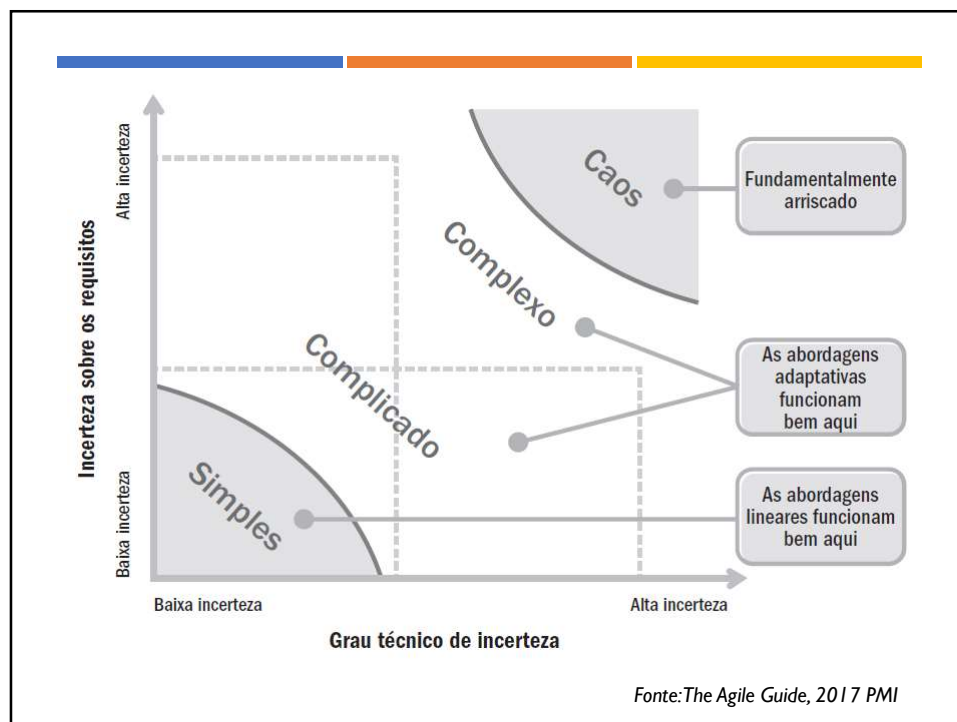 Incerteza sobre os requisitos
Alta incerteza
Baixa incerteza
Caos
Complexo
Complicado
Simples
Fundamentalmente
arriscado
As abordagens
adaptativas
funcionam
bem aqui
As abordagens
lineares funcionam
bem aqui
Baixa incerteza
Alta incerteza
Grau técnico de incerteza
Fonte:The Agile Guide, 2017 PMI